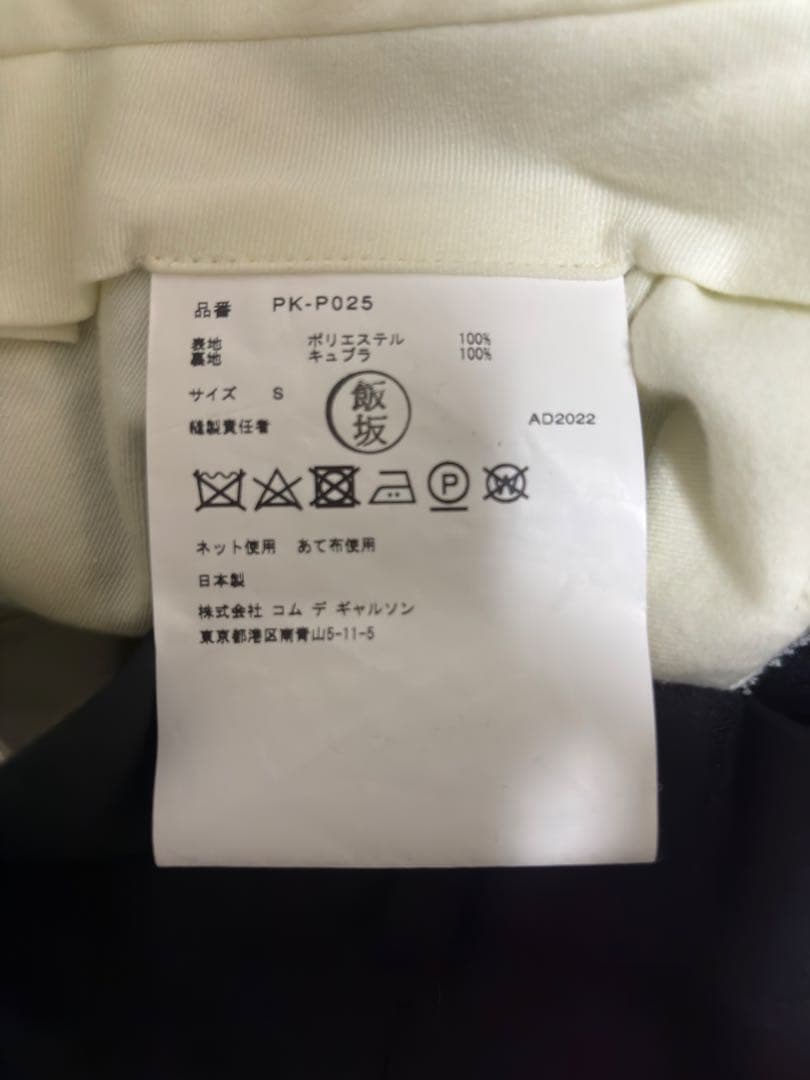 品番 PK-P025
表地 ポリエステル 100%
裏地 キュプラ 100%
サイズ S
飯坂
縫製責任者
AD2022
P W
ネット使用 あて布使用
日本製
株式会社 コム デ ギャルソン
東京都港区南青山5-11-5